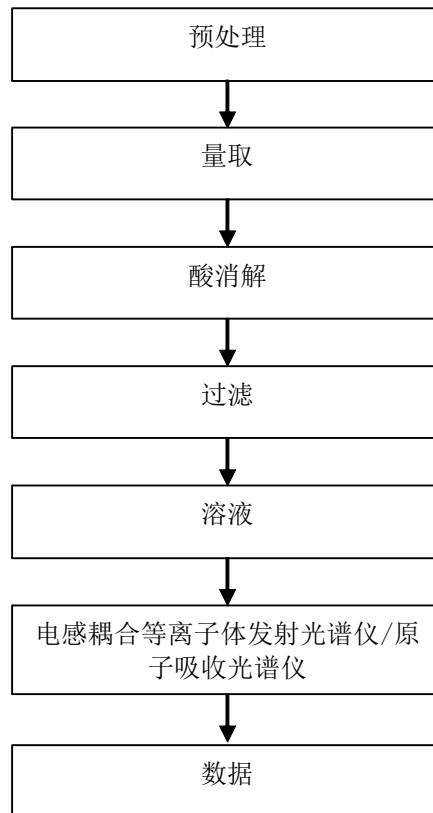 预处理
量取
酸消解
过滤
溶液
电感耦合等离子体发射光谱仪/原
子吸收光谱仪
数据